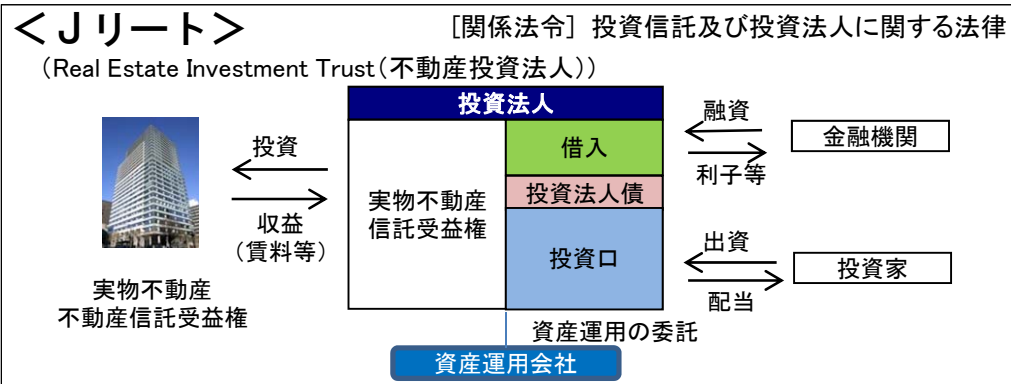 ＜Ｊリート＞
［関係法令］投資信託及び投資法人に関する法律
（Real Estate Investment Trust（不動産投資法人））
投資法人
投資
収益
（賃料等）
実物不動産
不動産信託受益権
実物不動産
信託受益権
借入
投資法人債
投資口
融資
利子等
金融機関
出資
配当
投資家
資産運用の委託
資産運用会社